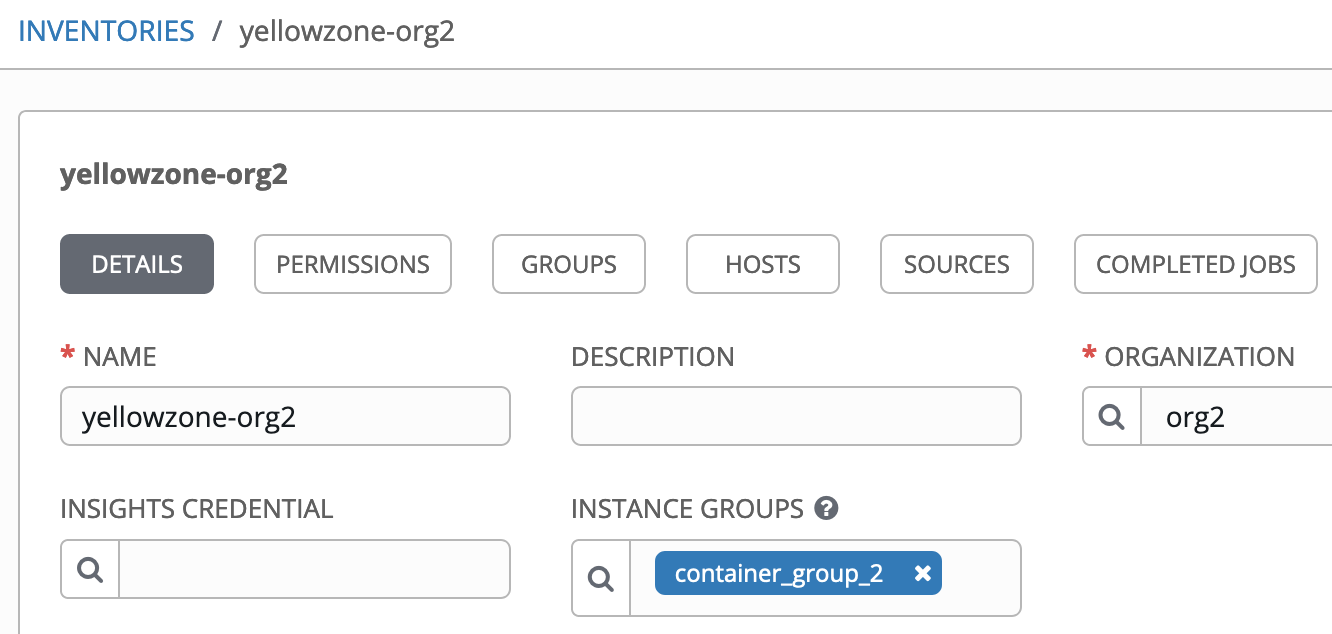 INVENTORIES / yellowzone-org2
yellowzone-org2
DETAILS PERMISSIONS GROUPS HOSTS SOURCES COMPLETED JOBS
* NAME DESCRIPTION * ORGANIZATION
yellowzone-org2 org2
INSIGHTS CREDENTIAL INSTANCE GROUPS ?
container_group_2 ×